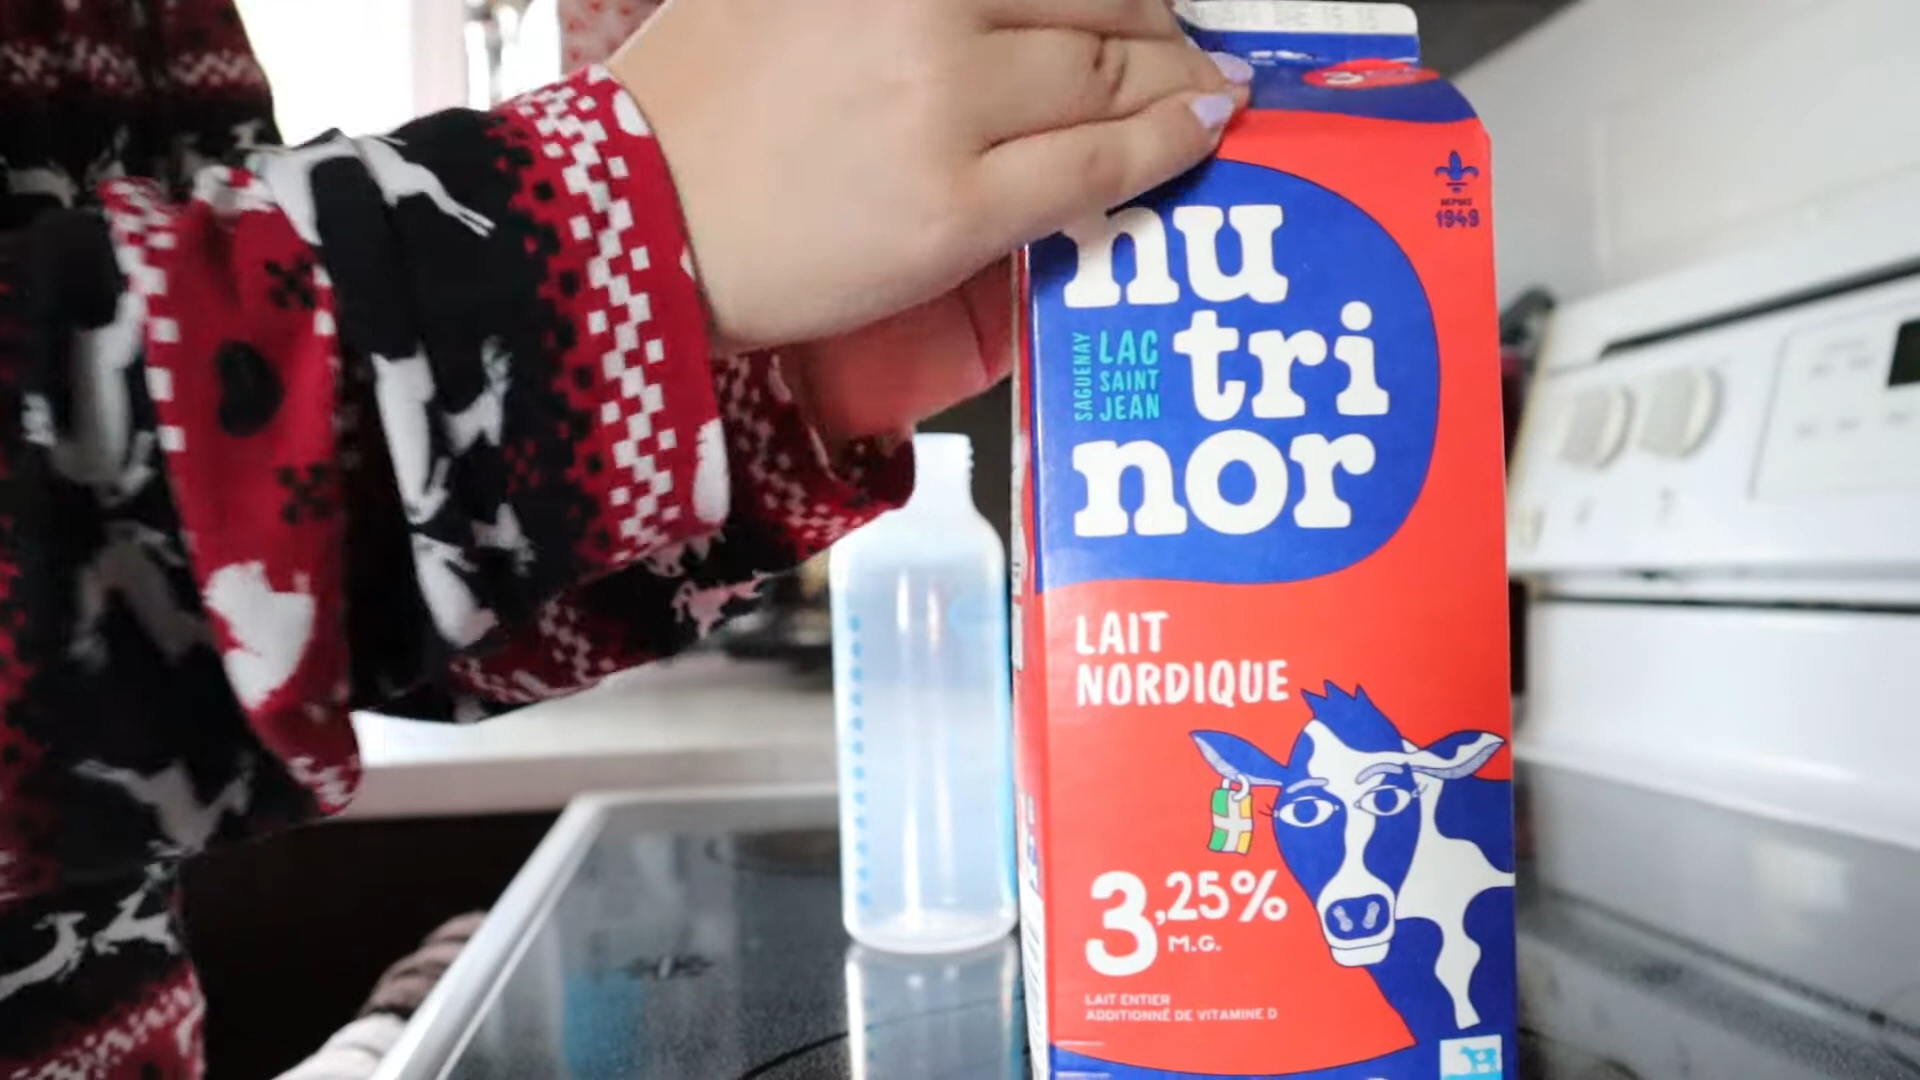 DEPUIS
1949
nu
tri
nor
SAGUENAY
LAC
SAINT
JEAN
LAIT
NORDIQUE
3,25%
M.G.
LAIT ENTIER
ADDITIONNÉ DE VITAMINE D